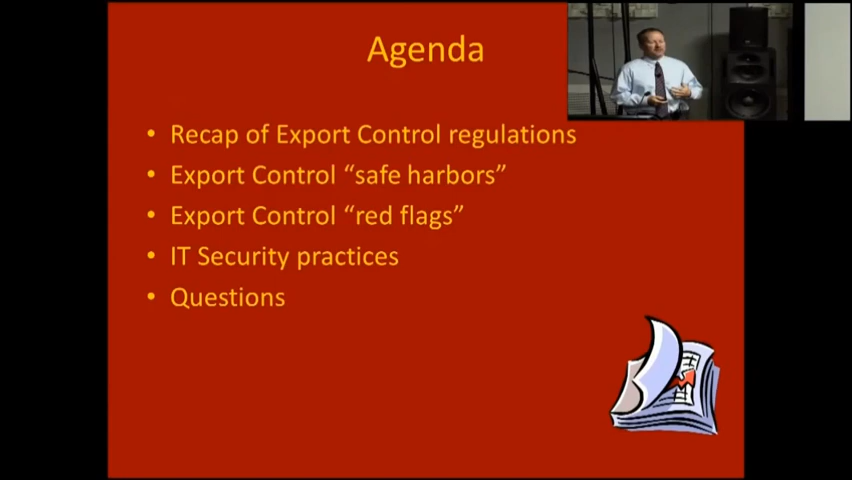 Agenda
• Recap of Export Control regulations
• Export Control “safe harbors”
• Export Control “red flags”
• IT Security practices
• Questions